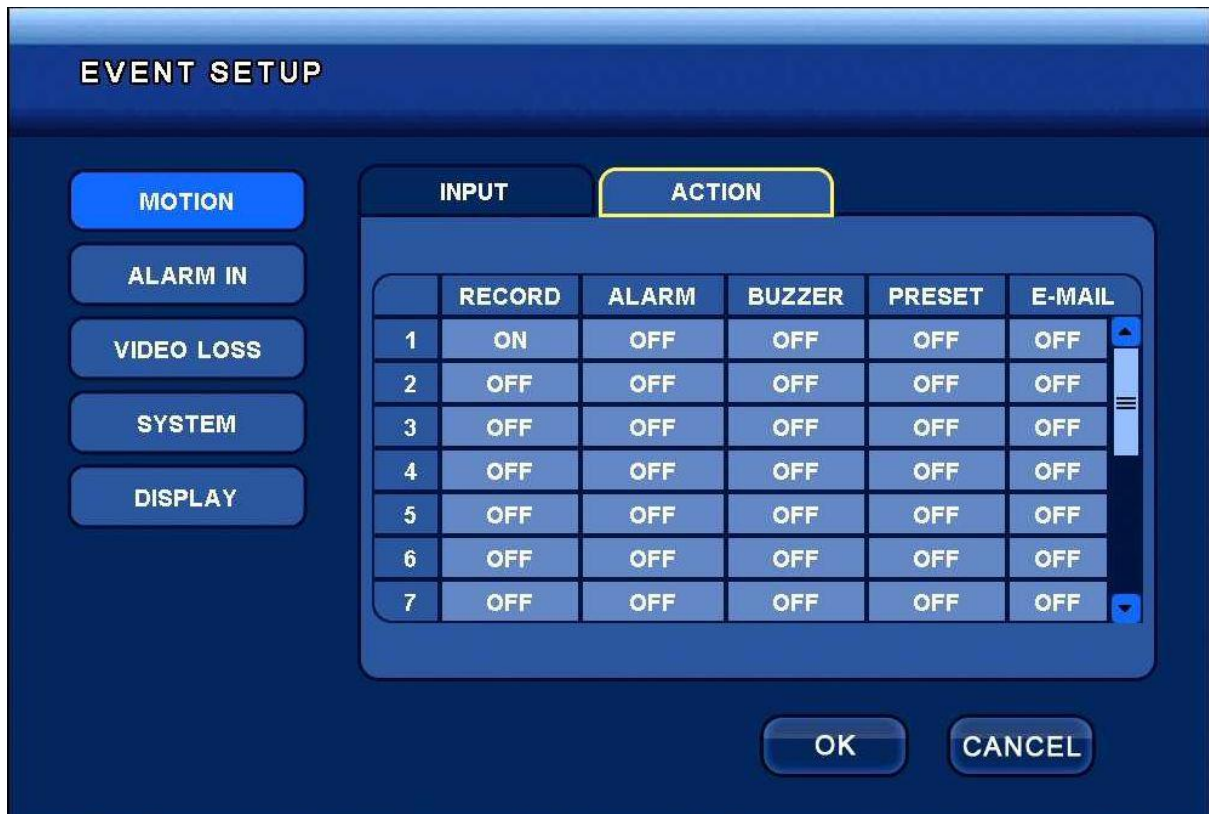 EVENT SETUP
MOTION
ALARM IN
VIDEO LOSS
SYSTEM
DISPLAY
INPUT ACTION
RECORD ALARM BUZZER PRESET E-MAIL
1 ON OFF OFF OFF OFF
2 OFF OFF OFF OFF OFF
3 OFF OFF OFF OFF OFF
4 OFF OFF OFF OFF OFF
5 OFF OFF OFF OFF OFF
6 OFF OFF OFF OFF OFF
7 OFF OFF OFF OFF OFF
OK CANCEL